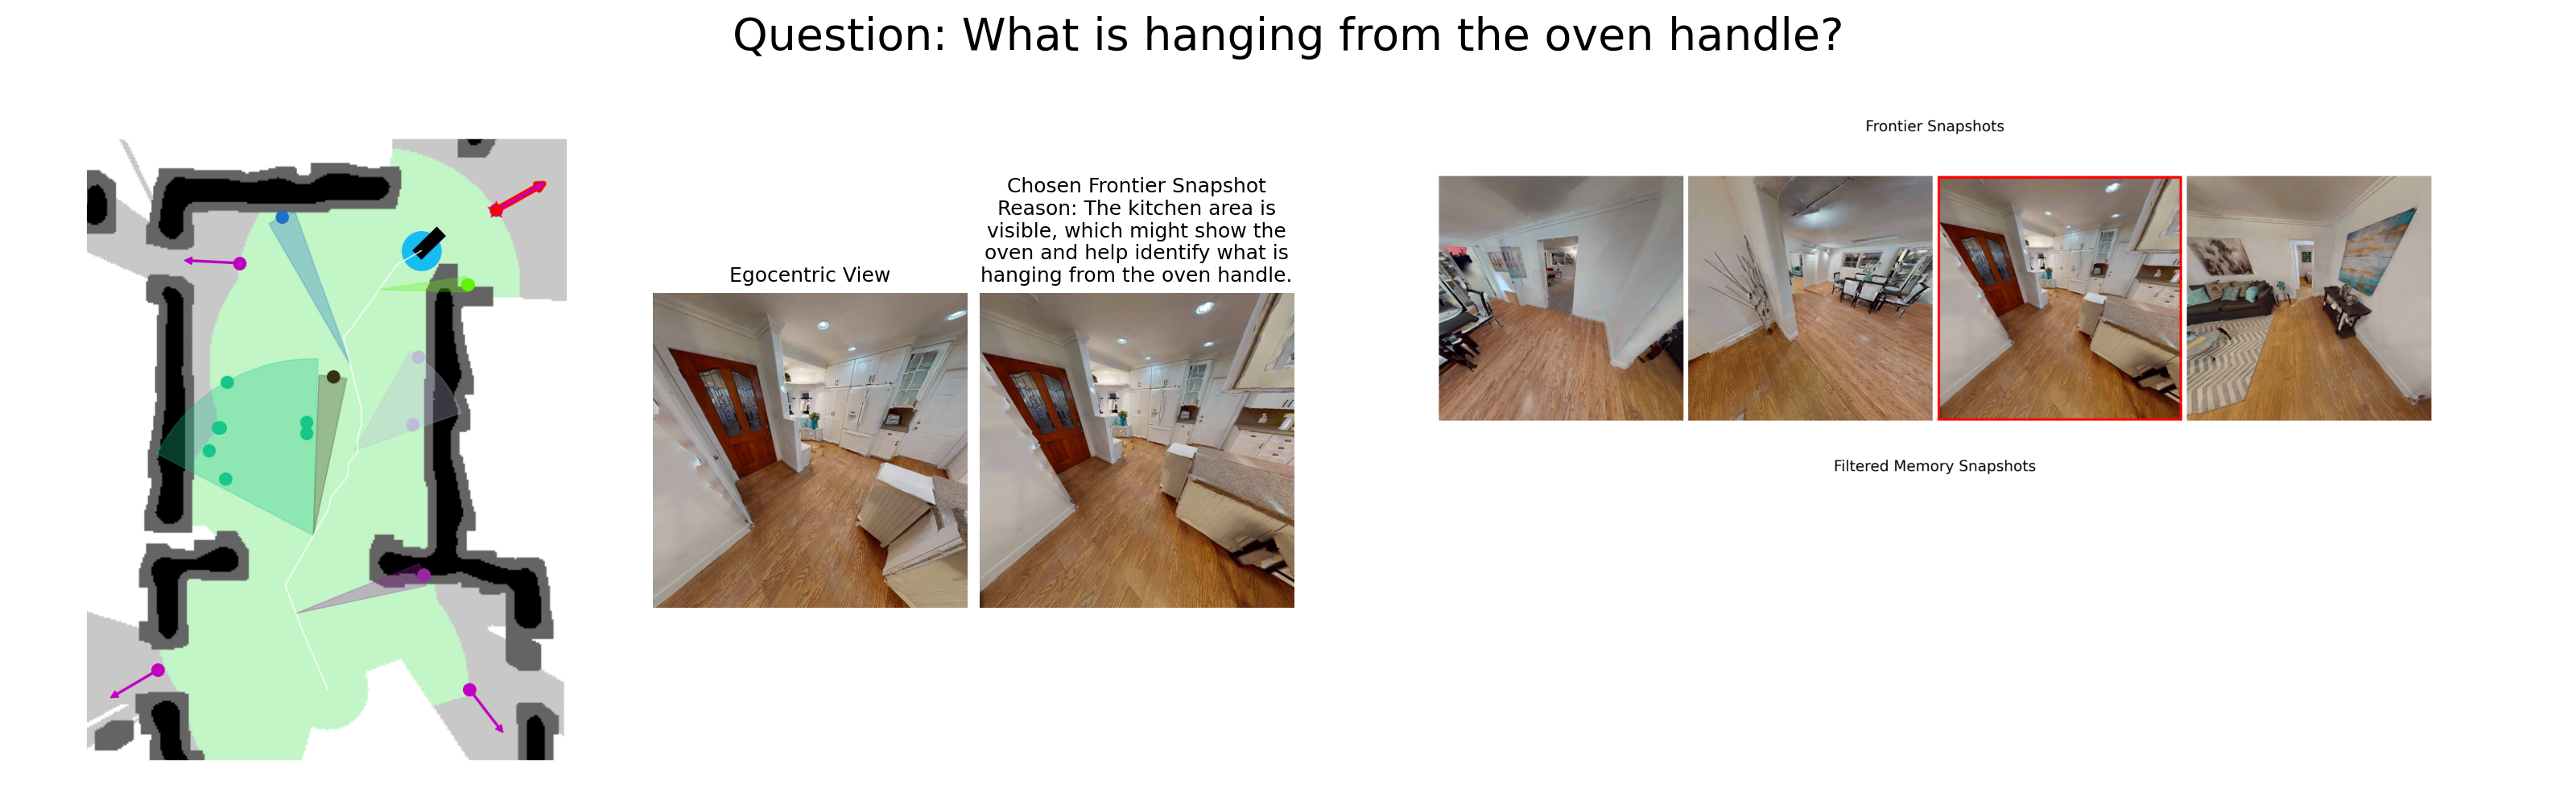 Question: What is hanging from the oven handle?
Frontier Snapshots
Chosen Frontier Snapshot
Reason: The kitchen area is
visible, which might show the
oven and help identify what is
hanging from the oven handle.
Egocentric View
Filtered Memory Snapshots